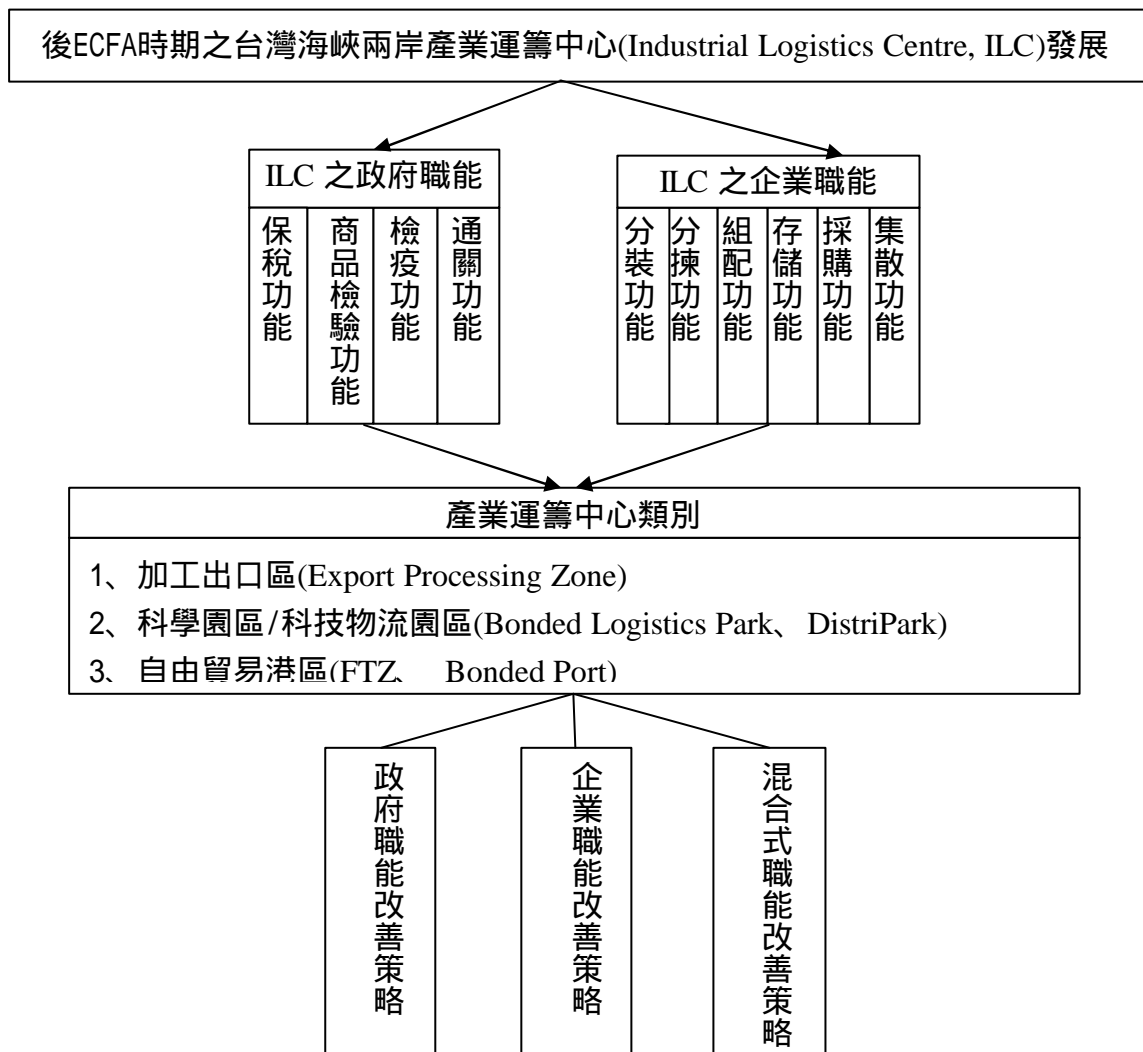 後ECFA時期之台灣海峽兩岸產業運籌中心(Industrial Logistics Centre, ILC)發展
ILC 之政府職能
保稅功能
商品檢驗功能
檢疫功能
通關功能
ILC 之企業職能
分裝功能
分揀功能
組配功能
存儲功能
採購功能
集散功能
產業運籌中心類別
1、加工出口區(Export Processing Zone)
2、科學園區/科技物流園區(Bonded Logistics Park、DistriPark)
3、自由貿易港區(FTZ、 Bonded Port)
政府職能改善策略
企業職能改善策略
混合式職能改善策略